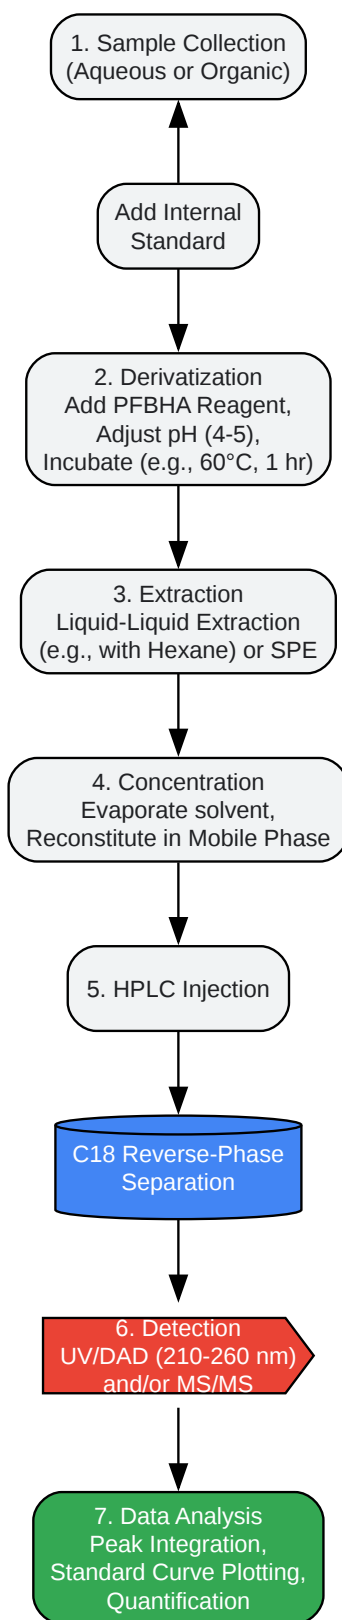 1. Sample Collection
(Aqueous or Organic)
Add Internal
Standard
2. Derivatization
Add PFBHA Reagent,
Adjust pH (4-5),
Incubate (e.g., 60°C, 1 hr)
3. Extraction
Liquid-Liquid Extraction
(e.g., with Hexane) or SPE
4. Concentration
Evaporate solvent,
Reconstitute in Mobile Phase
5. HPLC Injection
C18 Reverse-Phase
Separation
6. Detection
UV/DAD (210-260 nm)
and/or MS/MS
7. Data Analysis
Peak Integration,
Standard Curve Plotting,
Quantification